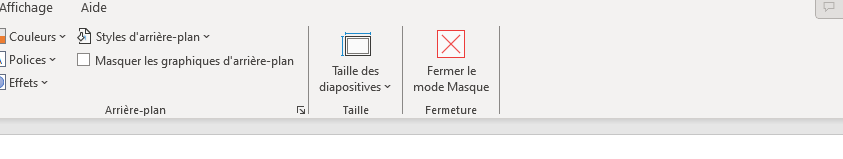 Affichage Aide
Couleurs Styles d'arrière-plan
Polices Masquer les graphiques d'arrière-plan
Effets
Taille des
diapositives
Fermer le
mode Masque
Arrière-plan Taille Fermeture